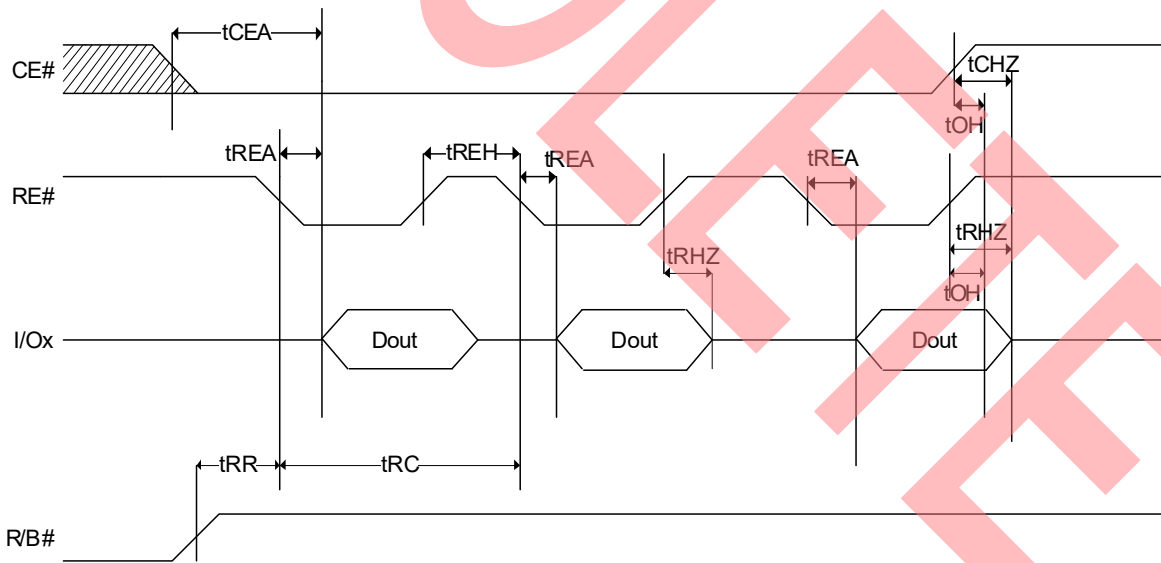 tCEA
CE#
tCHZ
tOH
tREA
tREH
tREA
tREA
RE#
tRHZ
tRHZ
tOH
I/Ox
Dout
Dout
Dout
tRR
tRC
R/B#